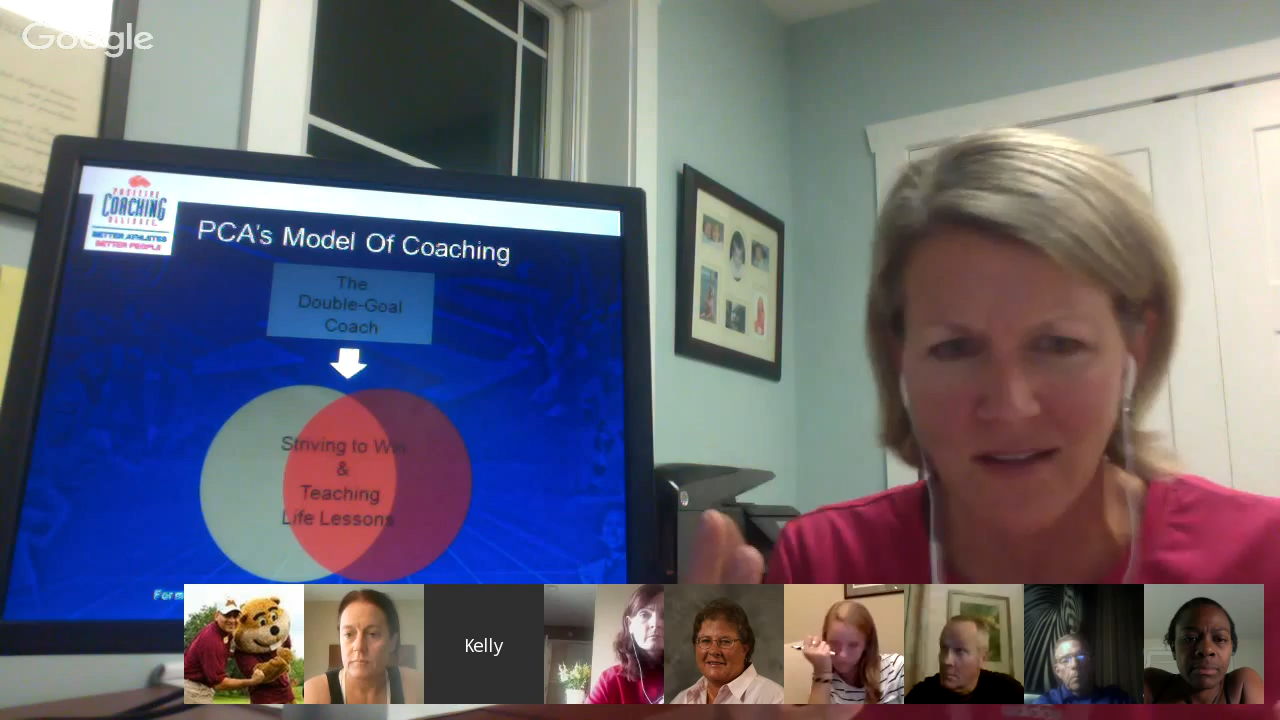 Google
POSITIVE
COACHING
ALLIANCE
BETTER ATHLETES
BETTER PEOPLE
PCA's Model Of Coaching
The
Double-Goal
Coach
Striving to Win
&
Teaching
Life Lessons
Kelly